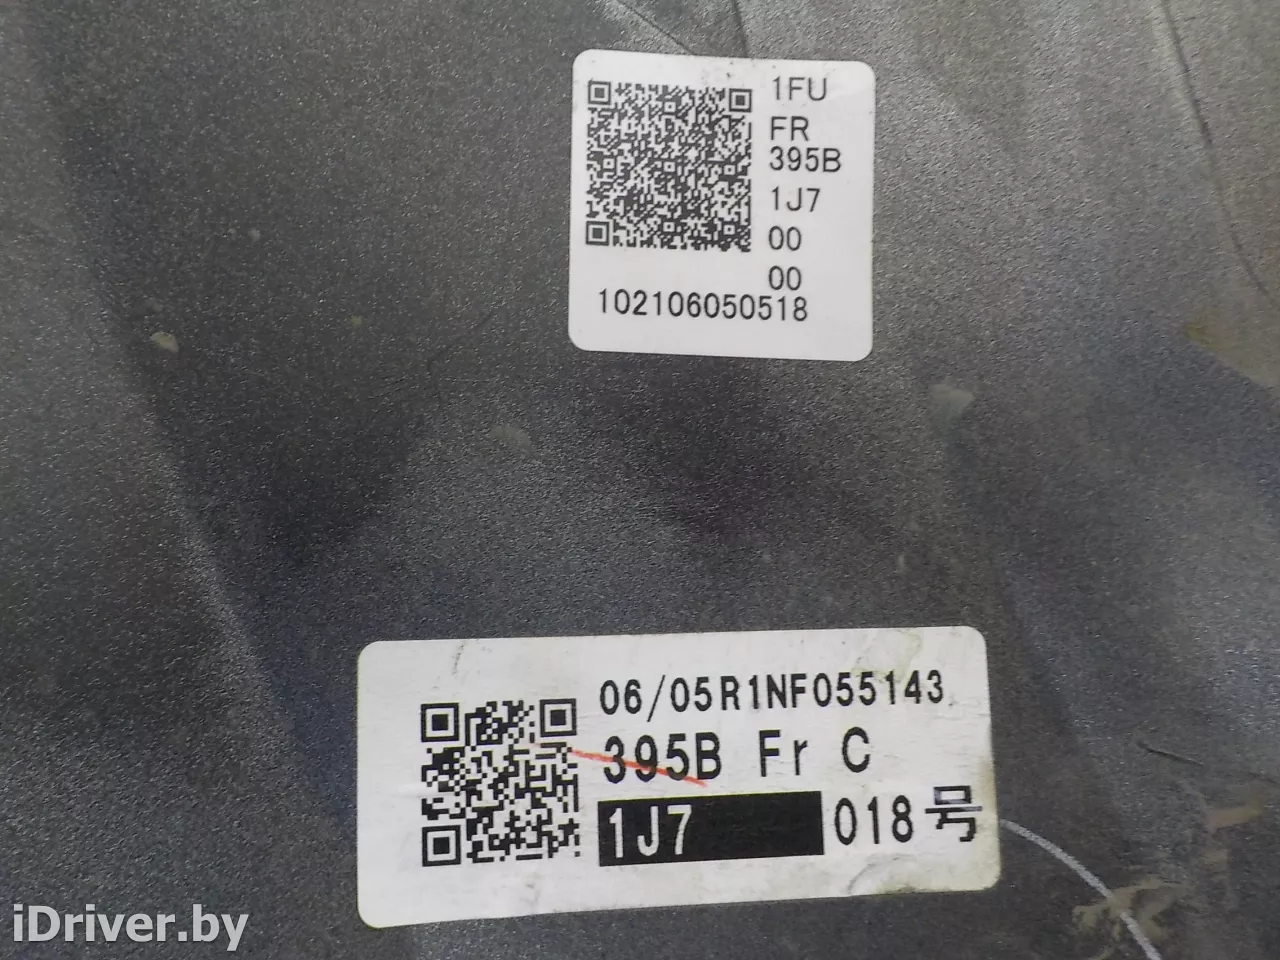 1FU
FR
395B
1J7
00
00
102106050518
06/05R1NF055143
395B Fr C
1J7 018号
iDriver.by